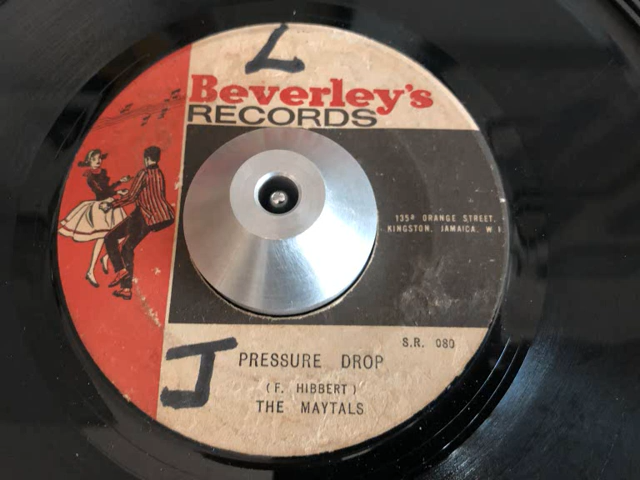 L
Beverley's
RECORDS
135ª ORANGE STREET.
KINGSTON, JAMAICA, W I
S.R. 080
J
PRESSURE DROP
( F. HIBBERT )
THE MAYTALS